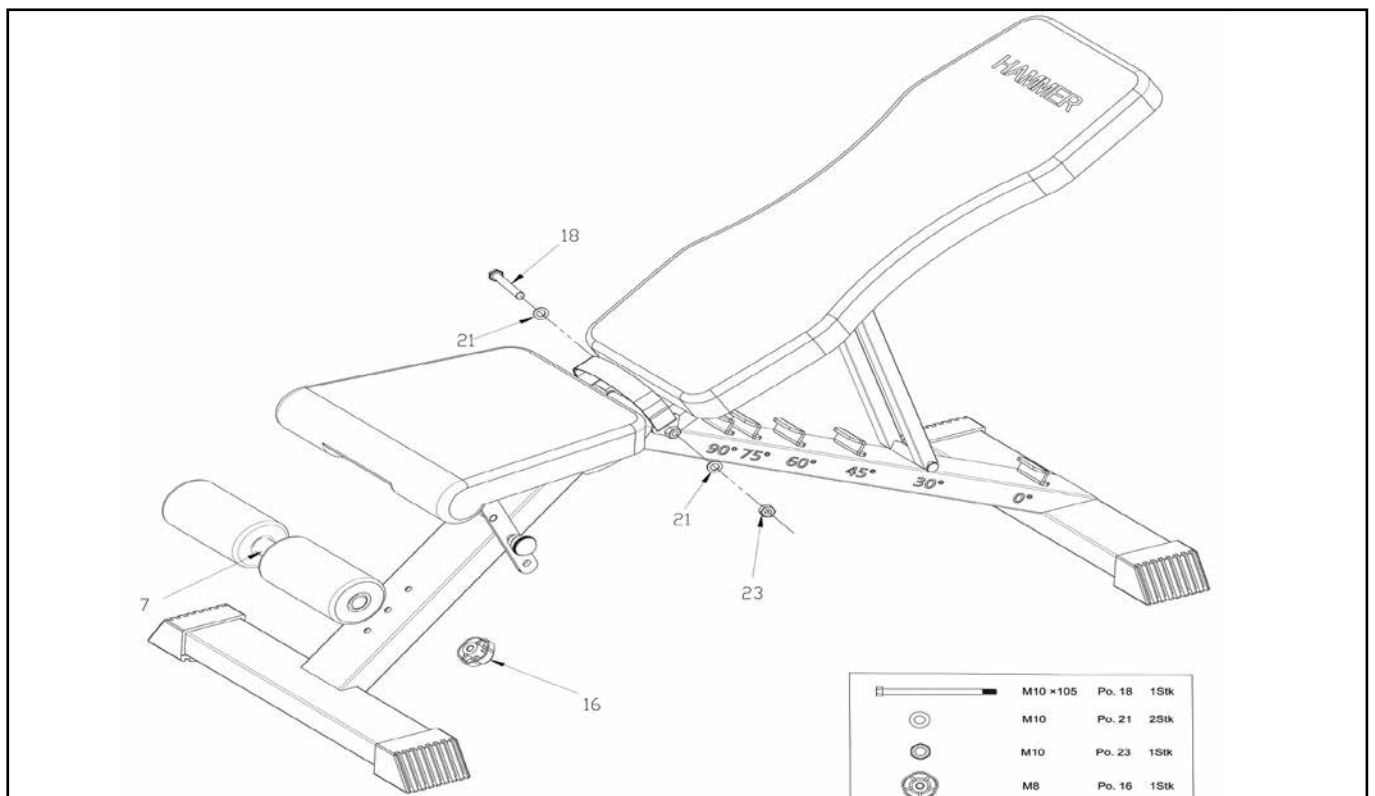 HAMMER
18
21
90° 75° 60° 45° 30° 0°
21
23
7
16
M10 ×105 Po. 18 1Stk
M10 Po. 21 2Stk
M10 Po. 23 1Stk
M8 Po. 16 1Stk